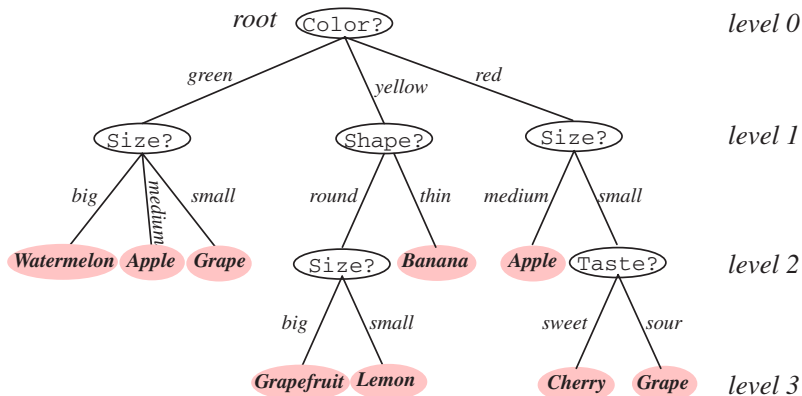 root Color? level 0
green yellow red
Size? Shape? Size? level 1
big medium small round thin medium small
Watermelon Apple Grape Size? Banana Apple Taste? level 2
big small sweet sour
Grapefruit Lemon Cherry Grape level 3